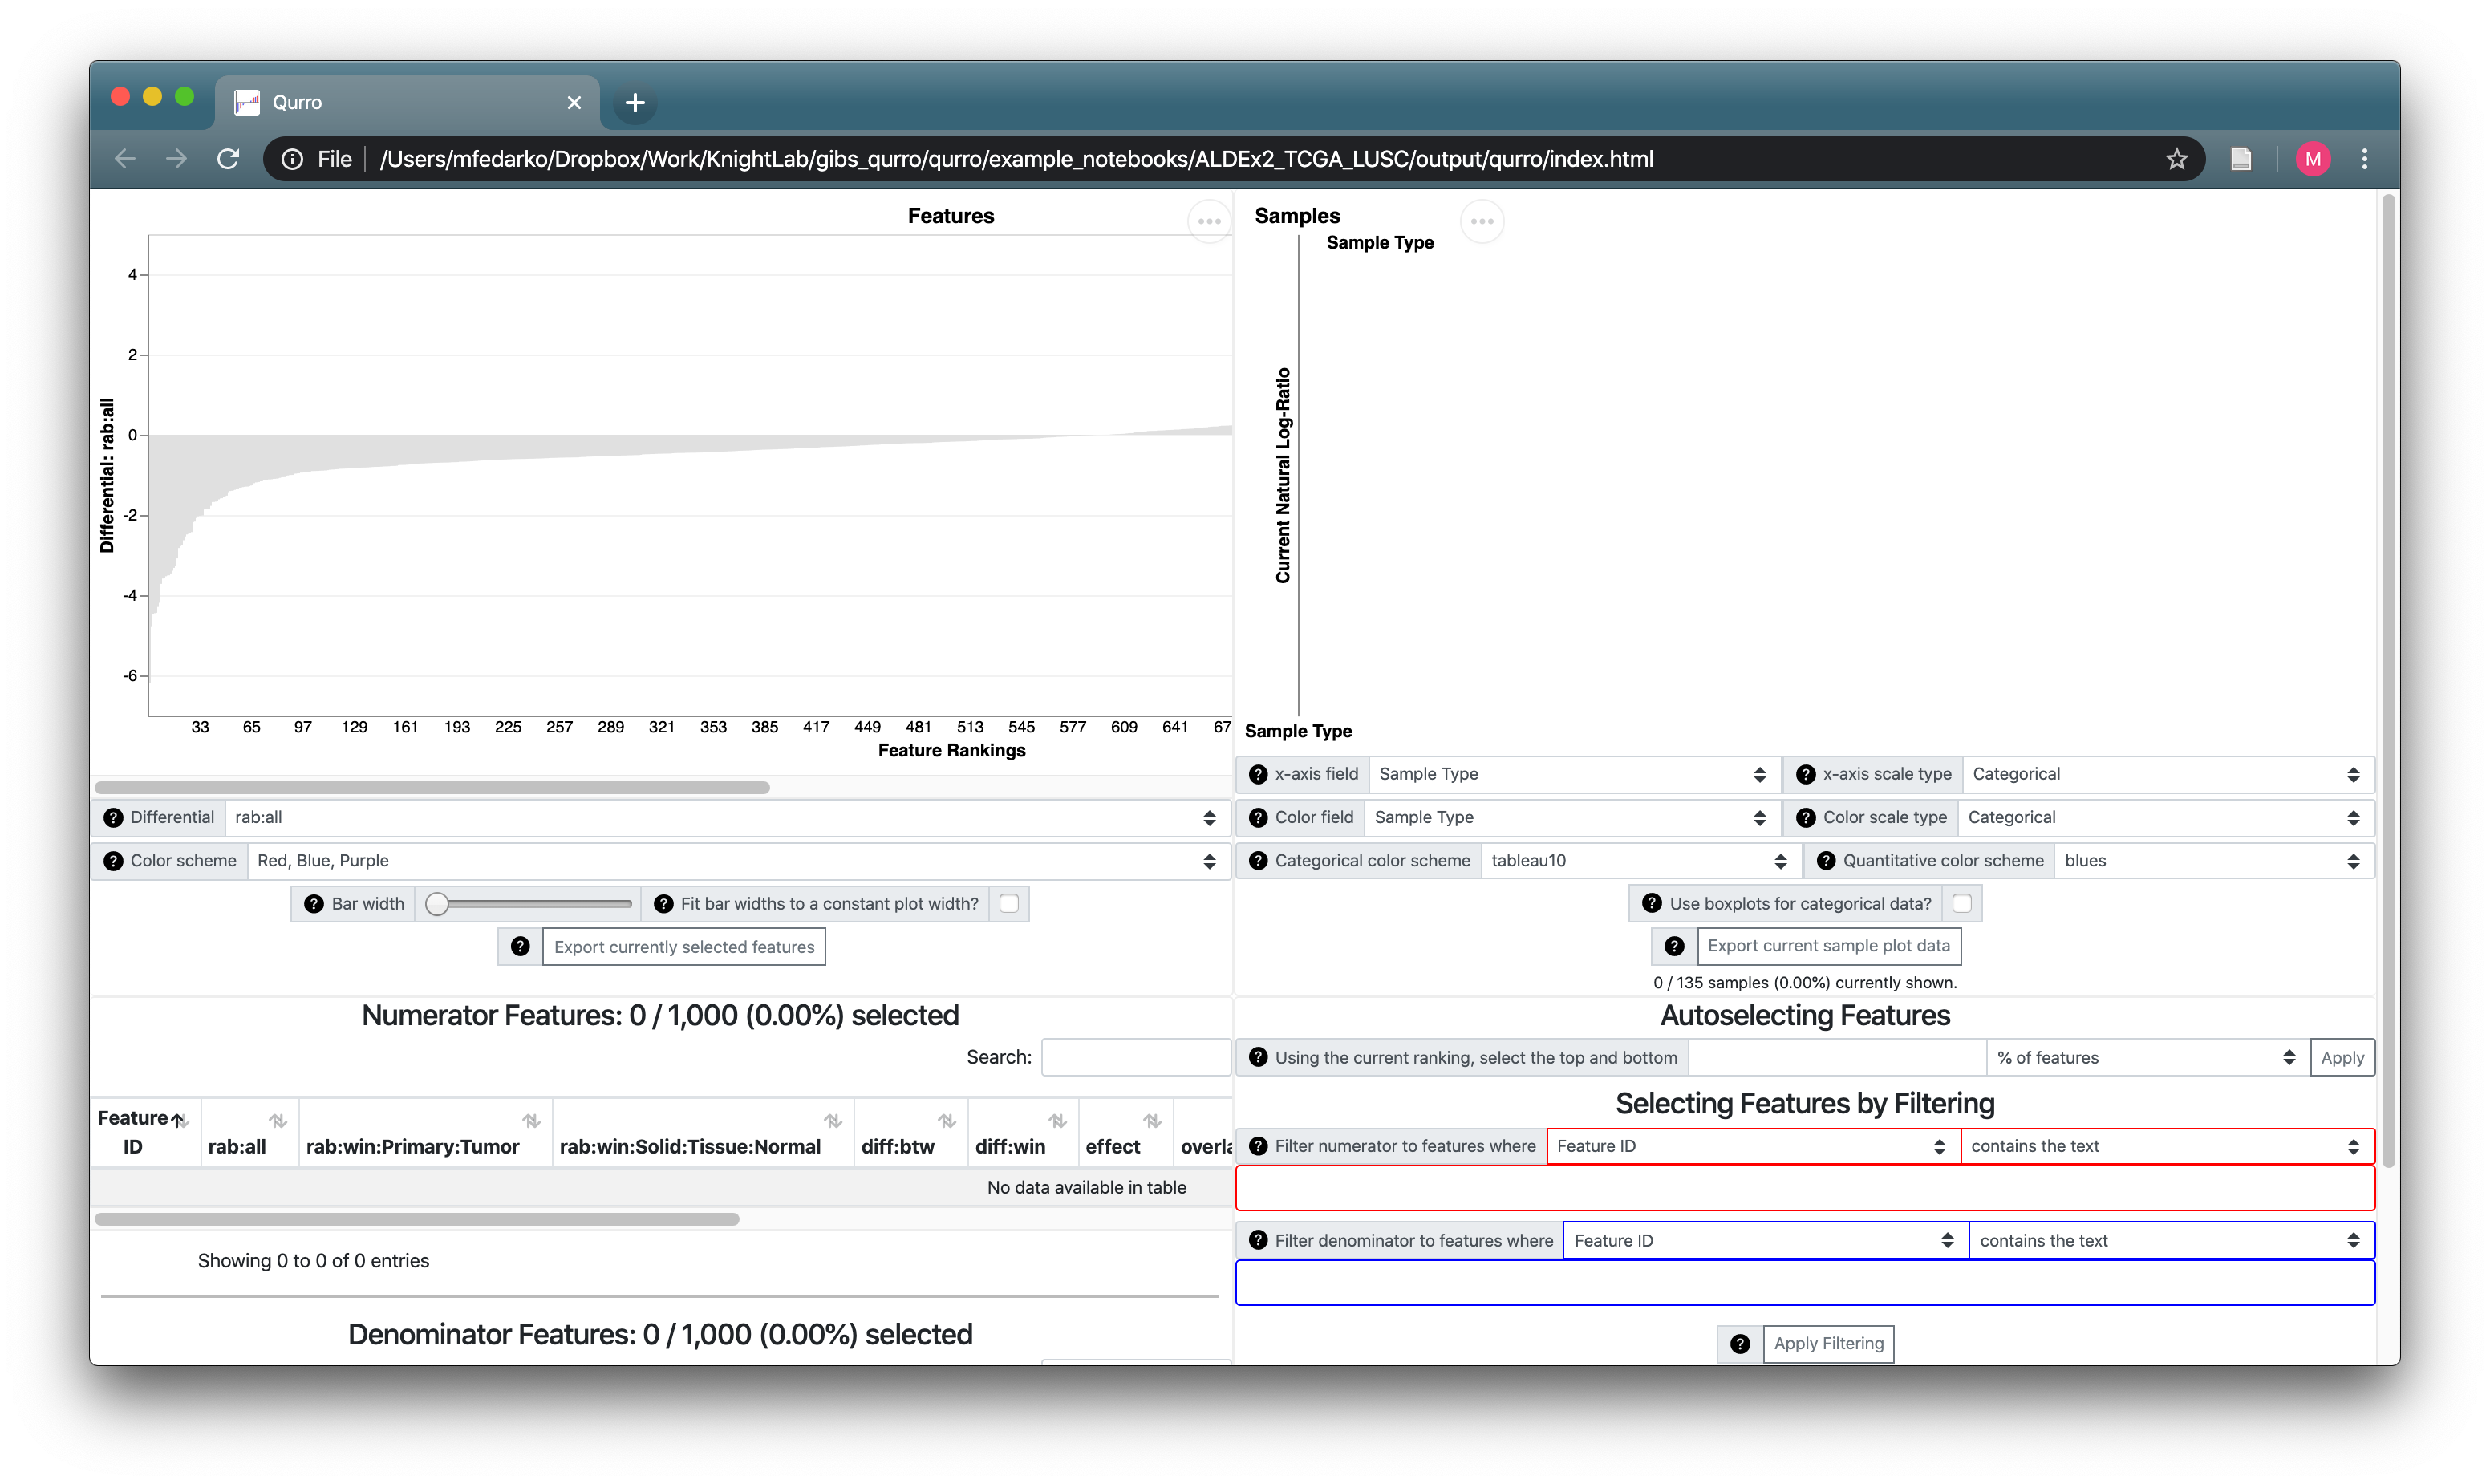 Qurro
File /Users/mfedarko/Dropbox/Work/KnightLab/gibs_qurro/qurro/example_notebooks/ALDEx2_TCGA_LUSC/output/qurro/index.html
M
Features
4
2
0
-2
-4
-6
Differential: rab:all
33 65 97 129 161 193 225 257 289 321 353 385 417 449 481 513 545 577 609 641 67
Feature Rankings
Differential rab:all
Color scheme Red, Blue, Purple
Bar width Fit bar widths to a constant plot width?
Export currently selected features
Samples
Sample Type
Current Natural Log-Ratio
Sample Type
x-axis field Sample Type x-axis scale type Categorical
Color field Sample Type Color scale type Categorical
Categorical color scheme tableau10 Quantitative color scheme blues
Use boxplots for categorical data?
Export current sample plot data
0 / 135 samples (0.00%) currently shown.
Numerator Features: 0 / 1,000 (0.00%) selected
Search:
Feature ID rab:all rab:win:Primary:Tumor rab:win:Solid:Tissue:Normal diff:btw diff:win effect overla
No data available in table
Showing 0 to 0 of 0 entries
Denominator Features: 0 / 1,000 (0.00%) selected
Autoselecting Features
Using the current ranking, select the top and bottom % of features Apply
Selecting Features by Filtering
Filter numerator to features where Feature ID contains the text
Filter denominator to features where Feature ID contains the text
Apply Filtering